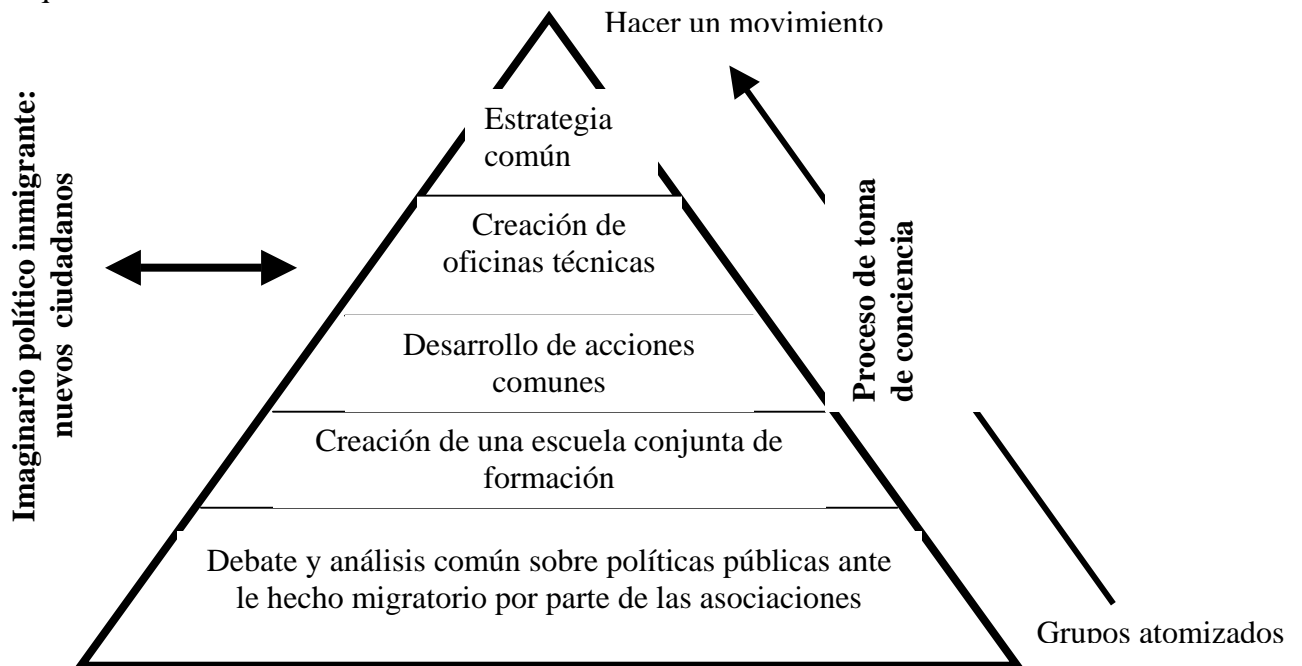 Hacer un movimiento
Estrategia
común
Creación de
oficinas técnicas
Desarrollo de acciones
comunes
Creación de una escuela conjunta de
formación
Debate y análisis común sobre políticas públicas ante
le hecho migratorio por parte de las asociaciones
Imaginario político inmigrante:
nuevos ciudadanos
Proceso de toma
de conciencia
Grupos atomizados